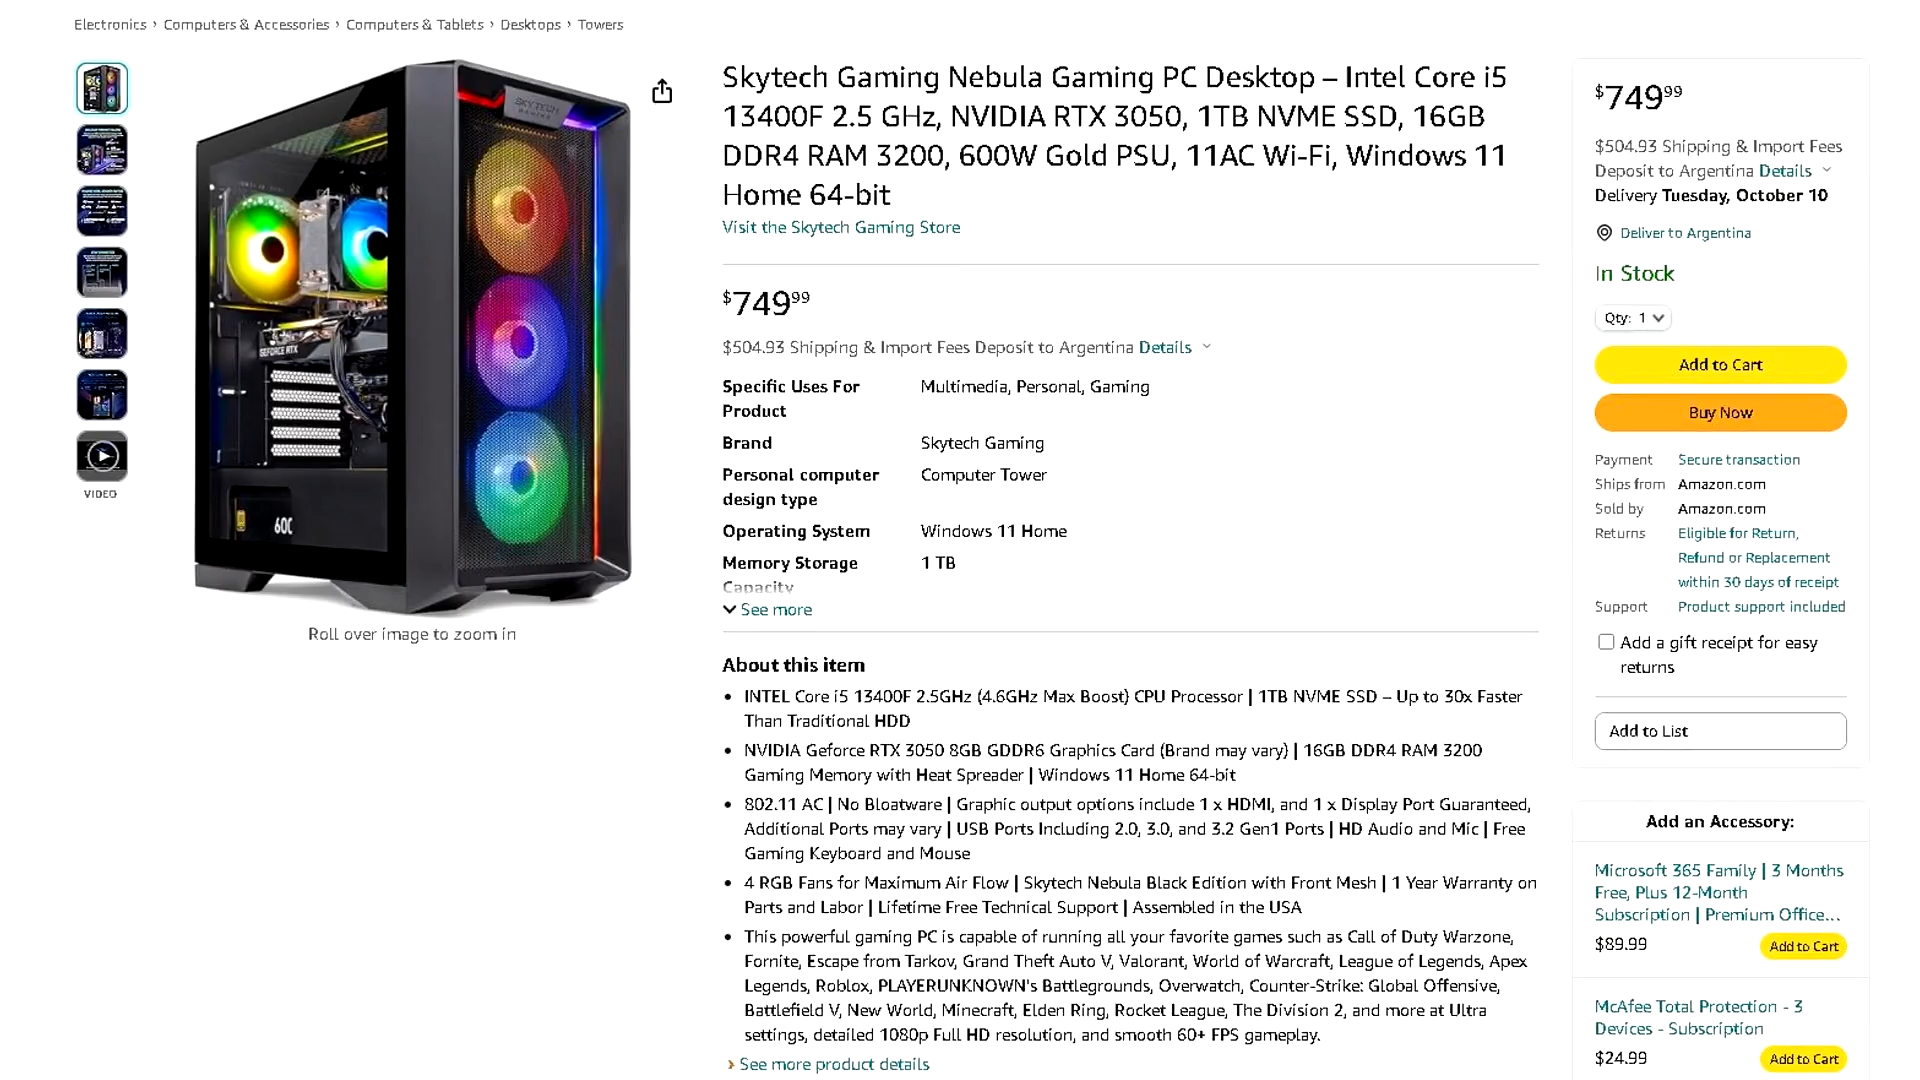 Electronics › Computers & Accessories › Computers & Tablets › Desktops › Towers
SKYTECH
GAMING
GEFORCE RTX
600
VIDEO
Roll over image to zoom in
Skytech Gaming Nebula Gaming PC Desktop – Intel Core i5
13400F 2.5 GHz, NVIDIA RTX 3050, 1TB NVME SSD, 16GB
DDR4 RAM 3200, 600W Gold PSU, 11AC Wi-Fi, Windows 11
Home 64-bit
Visit the Skytech Gaming Store
$749.99
$504.93 Shipping & Import Fees Deposit to Argentina Details
Specific Uses For Multimedia, Personal, Gaming
Product
Brand Skytech Gaming
Personal computer Computer Tower
design type
Operating System Windows 11 Home
Memory Storage 1 TB
Capacity
See more
About this item
• INTEL Core i5 13400F 2.5GHz (4.6GHz Max Boost) CPU Processor | 1TB NVME SSD – Up to 30x Faster
Than Traditional HDD
• NVIDIA Geforce RTX 3050 8GB GDDR6 Graphics Card (Brand may vary) | 16GB DDR4 RAM 3200
Gaming Memory with Heat Spreader | Windows 11 Home 64-bit
• 802.11 AC | No Bloatware | Graphic output options include 1 x HDMI, and 1 x Display Port Guaranteed,
Additional Ports may vary | USB Ports Including 2.0, 3.0, and 3.2 Gen1 Ports | HD Audio and Mic | Free
Gaming Keyboard and Mouse
• 4 RGB Fans for Maximum Air Flow | Skytech Nebula Black Edition with Front Mesh | 1 Year Warranty on
Parts and Labor | Lifetime Free Technical Support | Assembled in the USA
• This powerful gaming PC is capable of running all your favorite games such as Call of Duty Warzone,
Fornite, Escape from Tarkov, Grand Theft Auto V, Valorant, World of Warcraft, League of Legends, Apex
Legends, Roblox, PLAYERUNKNOWN's Battlegrounds, Overwatch, Counter-Strike: Global Offensive,
Battlefield V, New World, Minecraft, Elden Ring, Rocket League, The Division 2, and more at Ultra
settings, detailed 1080p Full HD resolution, and smooth 60+ FPS gameplay.
› See more product details
$749.99
$504.93 Shipping & Import Fees
Deposit to Argentina Details
Delivery Tuesday, October 10
Deliver to Argentina
In Stock
Qty: 1
Add to Cart
Buy Now
Payment Secure transaction
Ships from Amazon.com
Sold by Amazon.com
Returns Eligible for Return,
Refund or Replacement
within 30 days of receipt
Support Product support included
Add a gift receipt for easy
returns
Add to List
Add an Accessory:
Microsoft 365 Family | 3 Months
Free, Plus 12-Month
Subscription | Premium Office...
$89.99 Add to Cart
McAfee Total Protection - 3
Devices - Subscription
$24.99 Add to Cart